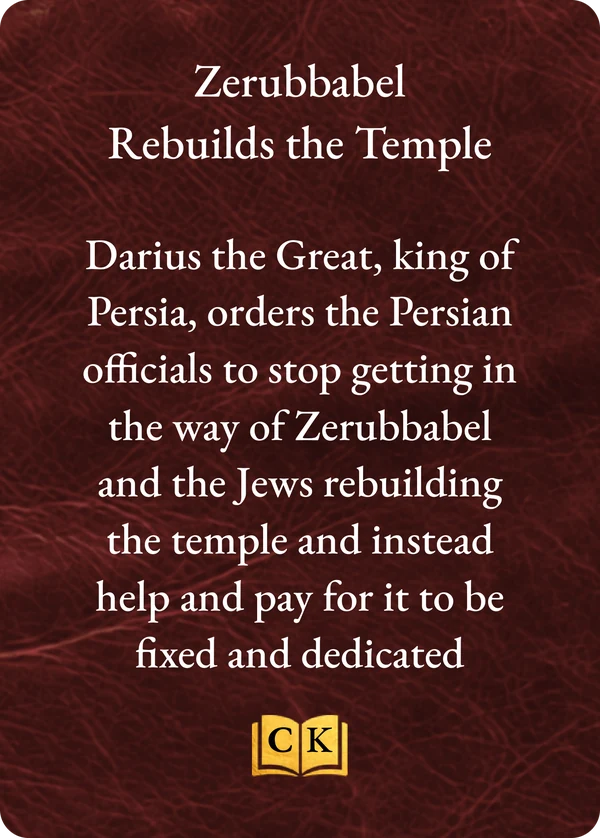 Zerubbabel
Rebuilds the Temple
Darius the Great, king of
Persia, orders the Persian
officials to stop getting in
the way of Zerubbabel
and the Jews rebuilding
the temple and instead
help and pay for it to be
fixed and dedicated
C K